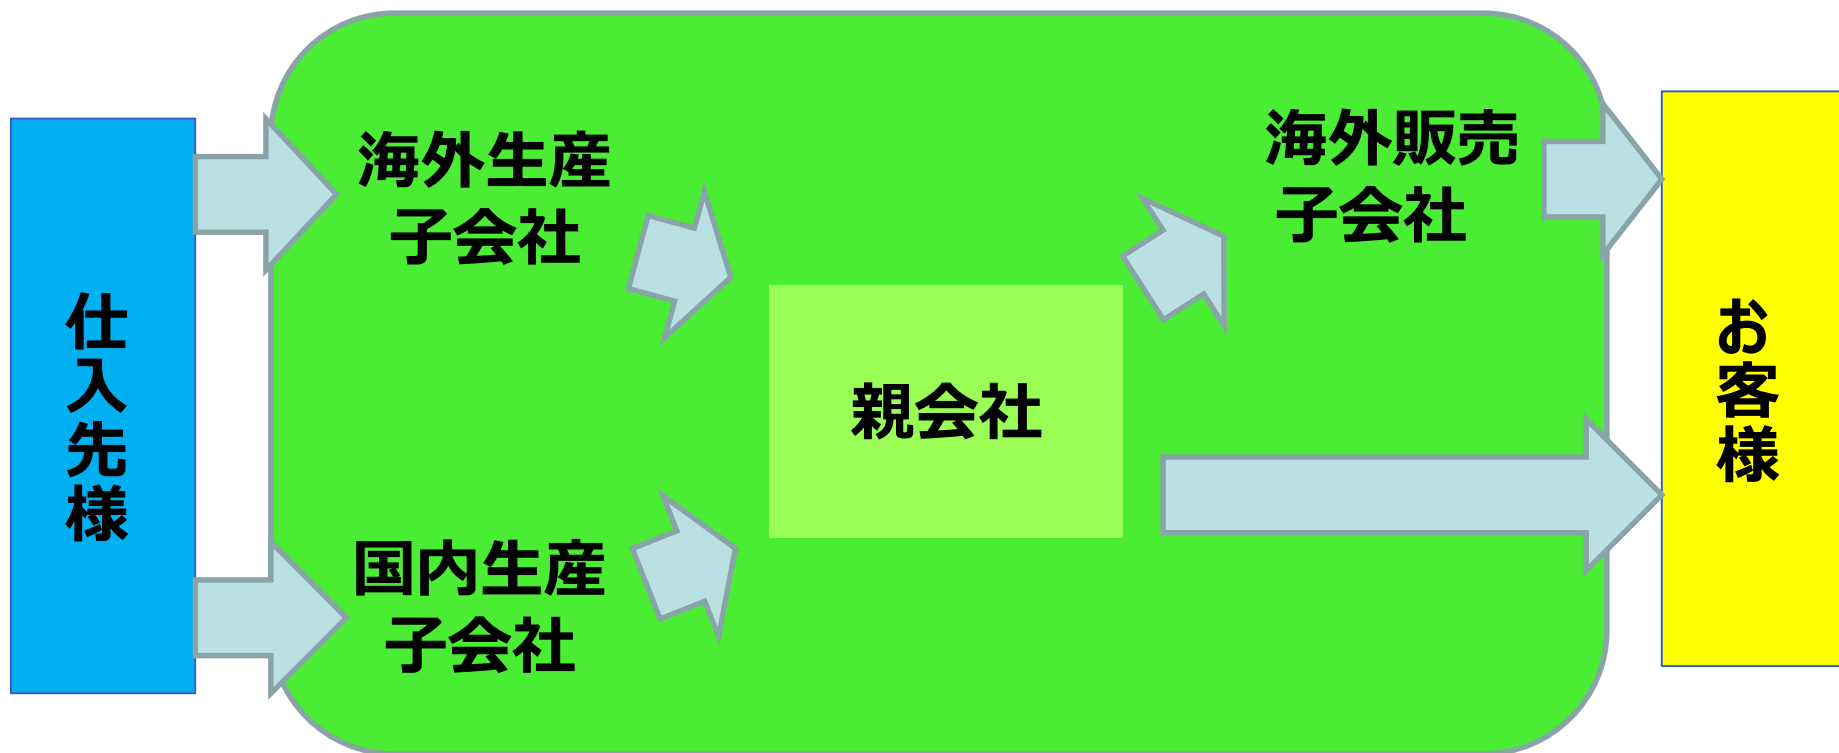 仕入先様
海外生産
子会社
国内生産
子会社
親会社
海外販売
子会社
お客様